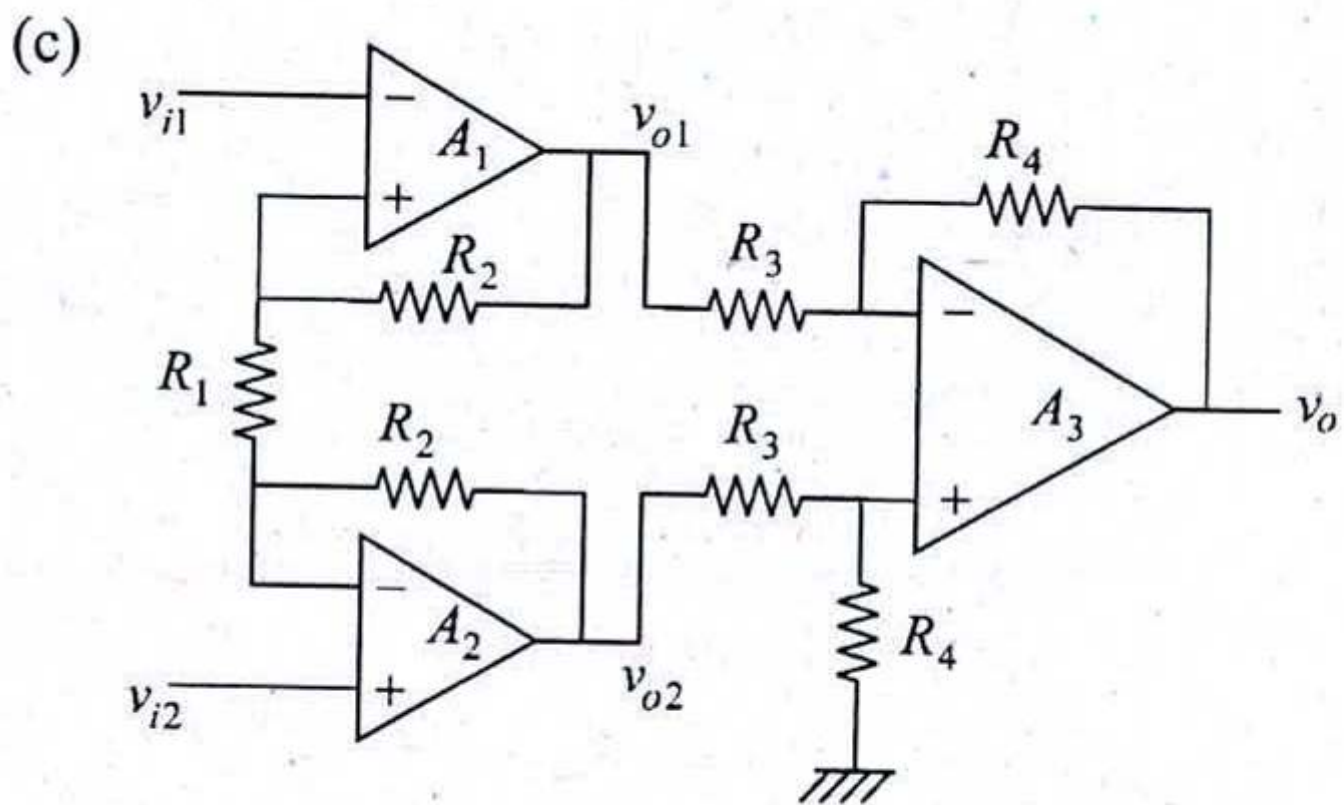 (c)
v_{i1}
−
A_1
+
v_{o1}
R_2
R_1
R_2
−
A_2
+
v_{i2}
v_{o2}
R_3
R_4
−
A_3
+
R_3
R_4
v_o